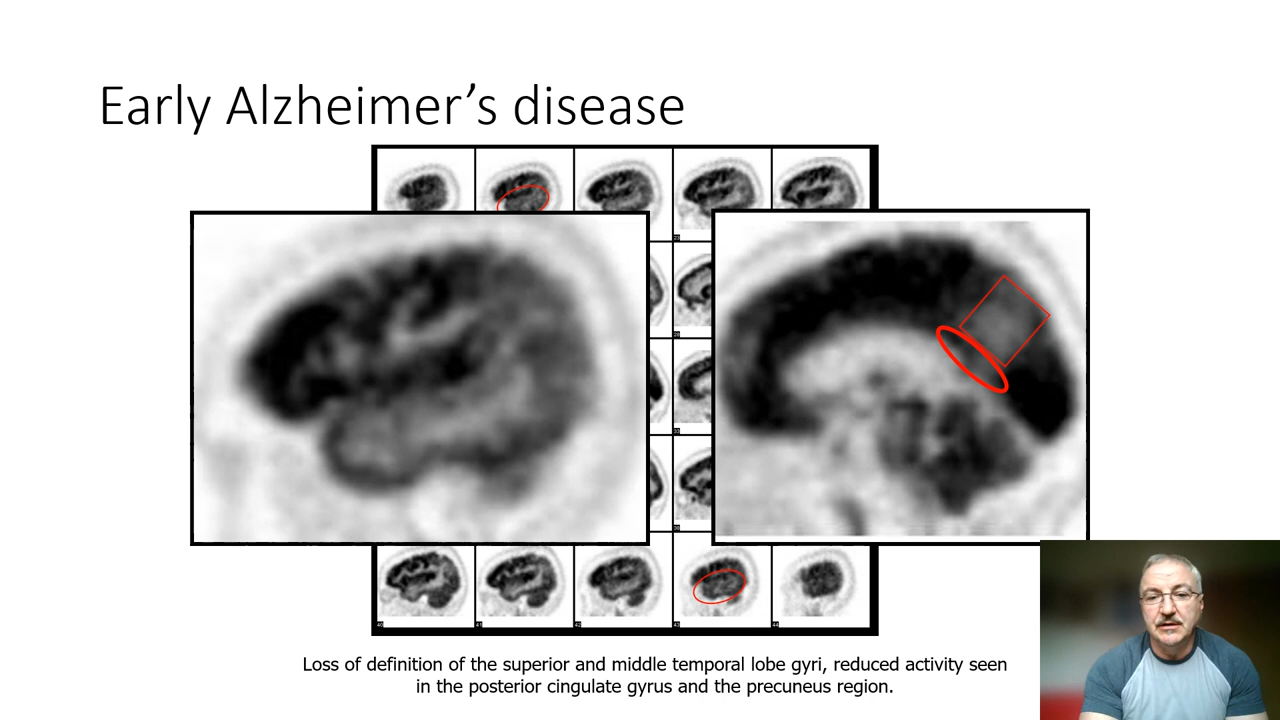 Early Alzheimer’s disease
Loss of definition of the superior and middle temporal lobe gyri, reduced activity seen
in the posterior cingulate gyrus and the precuneus region.